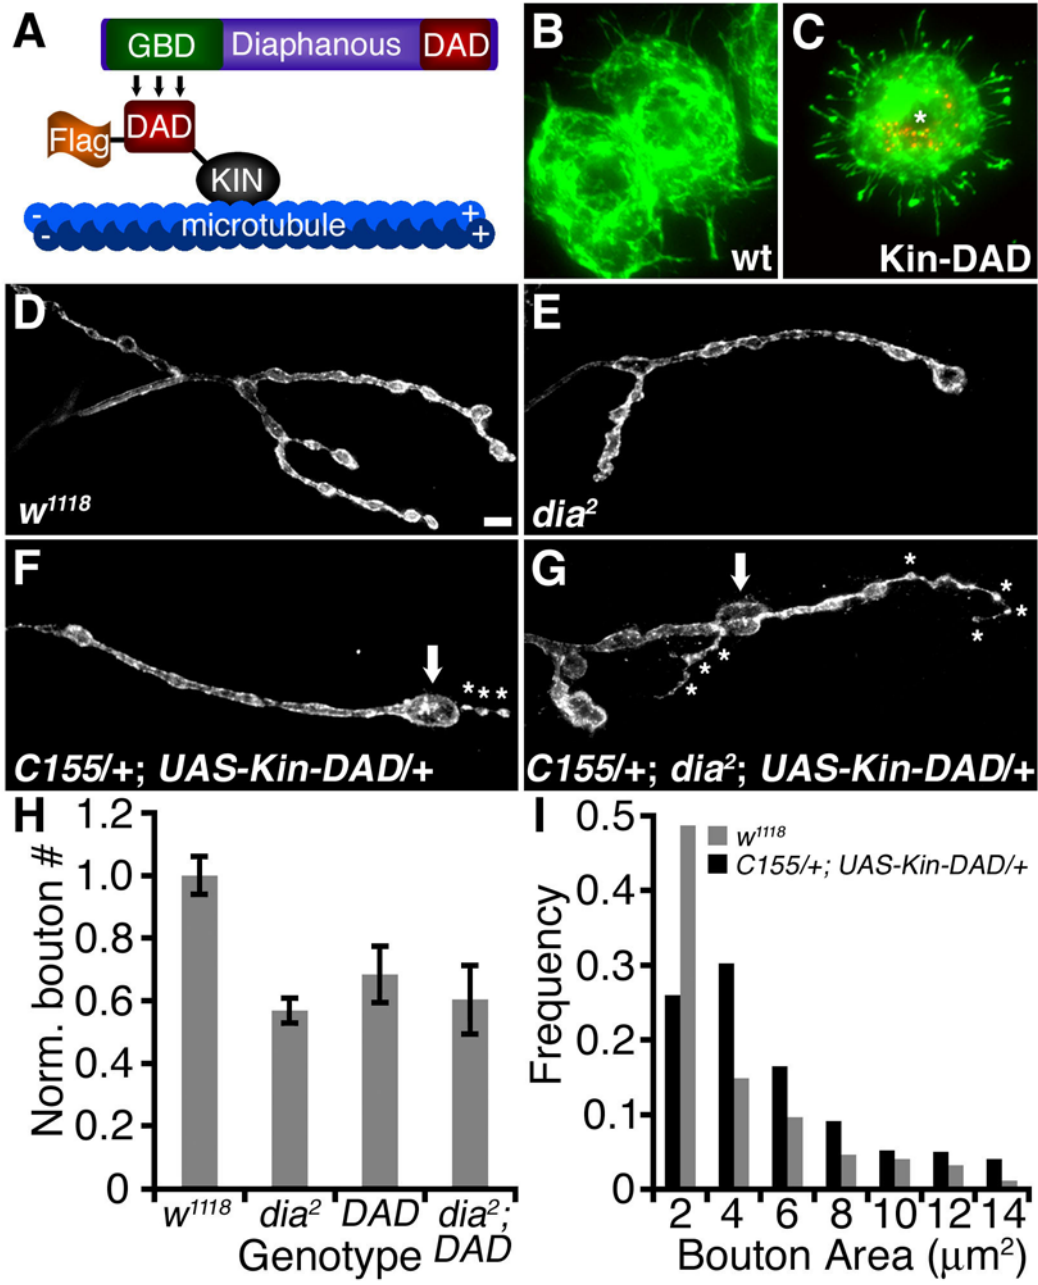 A
GBD Diaphanous DAD
Flag DAD
KIN
- microtubule +
- +
B
wt
C
*
Kin-DAD
D
w1118
E
dia2
F
* * *
C155/+; UAS-Kin-DAD/+
G
* * * *
* * *
C155/+; dia2; UAS-Kin-DAD/+
H
Norm. bouton #
1.2
1.0
0.8
0.6
0.4
0.2
0
w1118 dia2 DAD dia2; DAD
Genotype
I
Frequency
0.5
0.4
0.3
0.2
0.1
0
w1118
C155/+; UAS-Kin-DAD/+
2 4 6 8 10 12 14
Bouton Area (μm2)